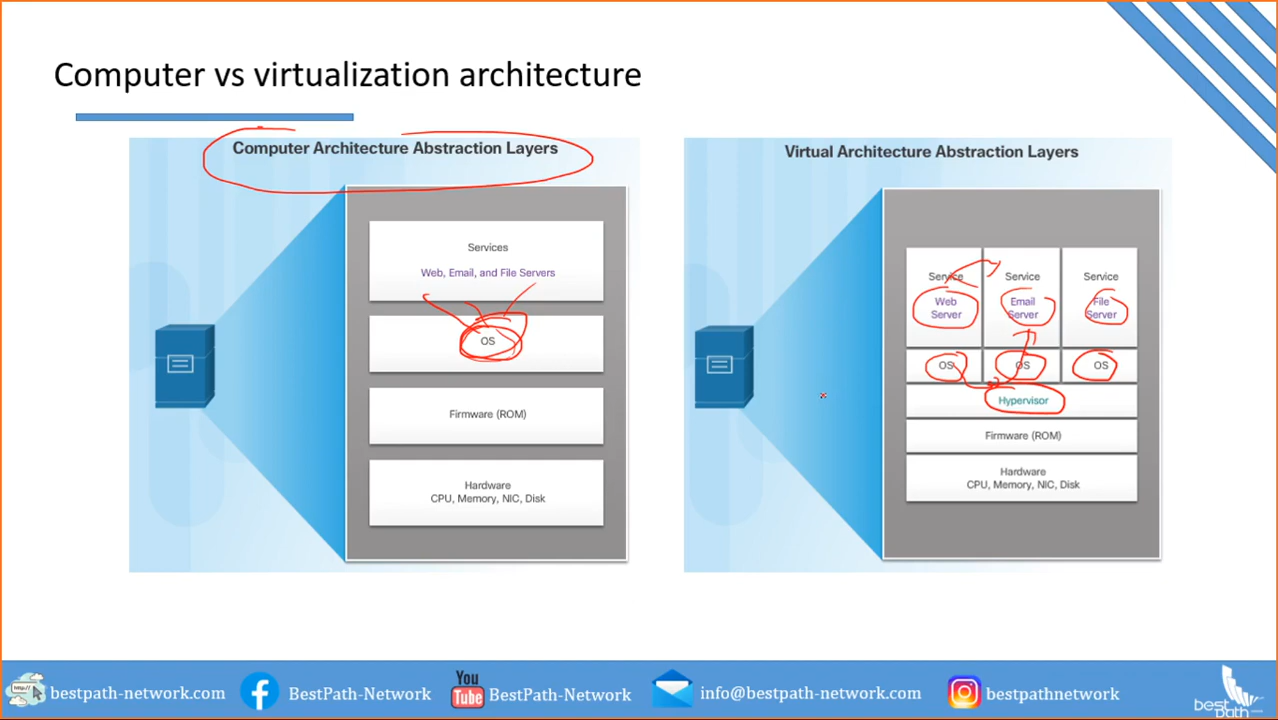 Computer vs virtualization architecture
Computer Architecture Abstraction Layers
Services
Web, Email, and File Servers
OS
Firmware (ROM)
Hardware
CPU, Memory, NIC, Disk
Virtual Architecture Abstraction Layers
Service Service Service
Web Email File
Server Server Server
OS OS OS
Hypervisor
Firmware (ROM)
Hardware
CPU, Memory, NIC, Disk
http://
bestpath-network.com
BestPath-Network
You
Tube
BestPath-Network
info@bestpath-network.com
bestpathnetwork
best
path